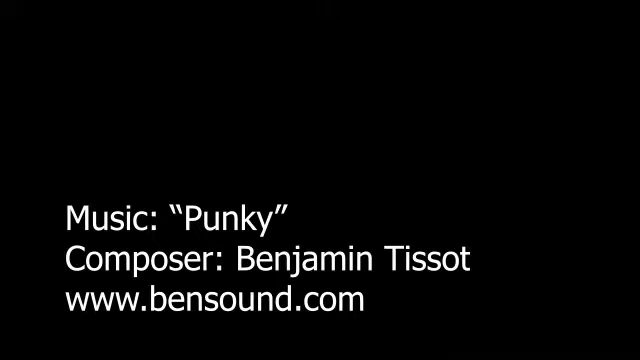 Music: “Punky”
Composer: Benjamin Tissot
www.bensound.com